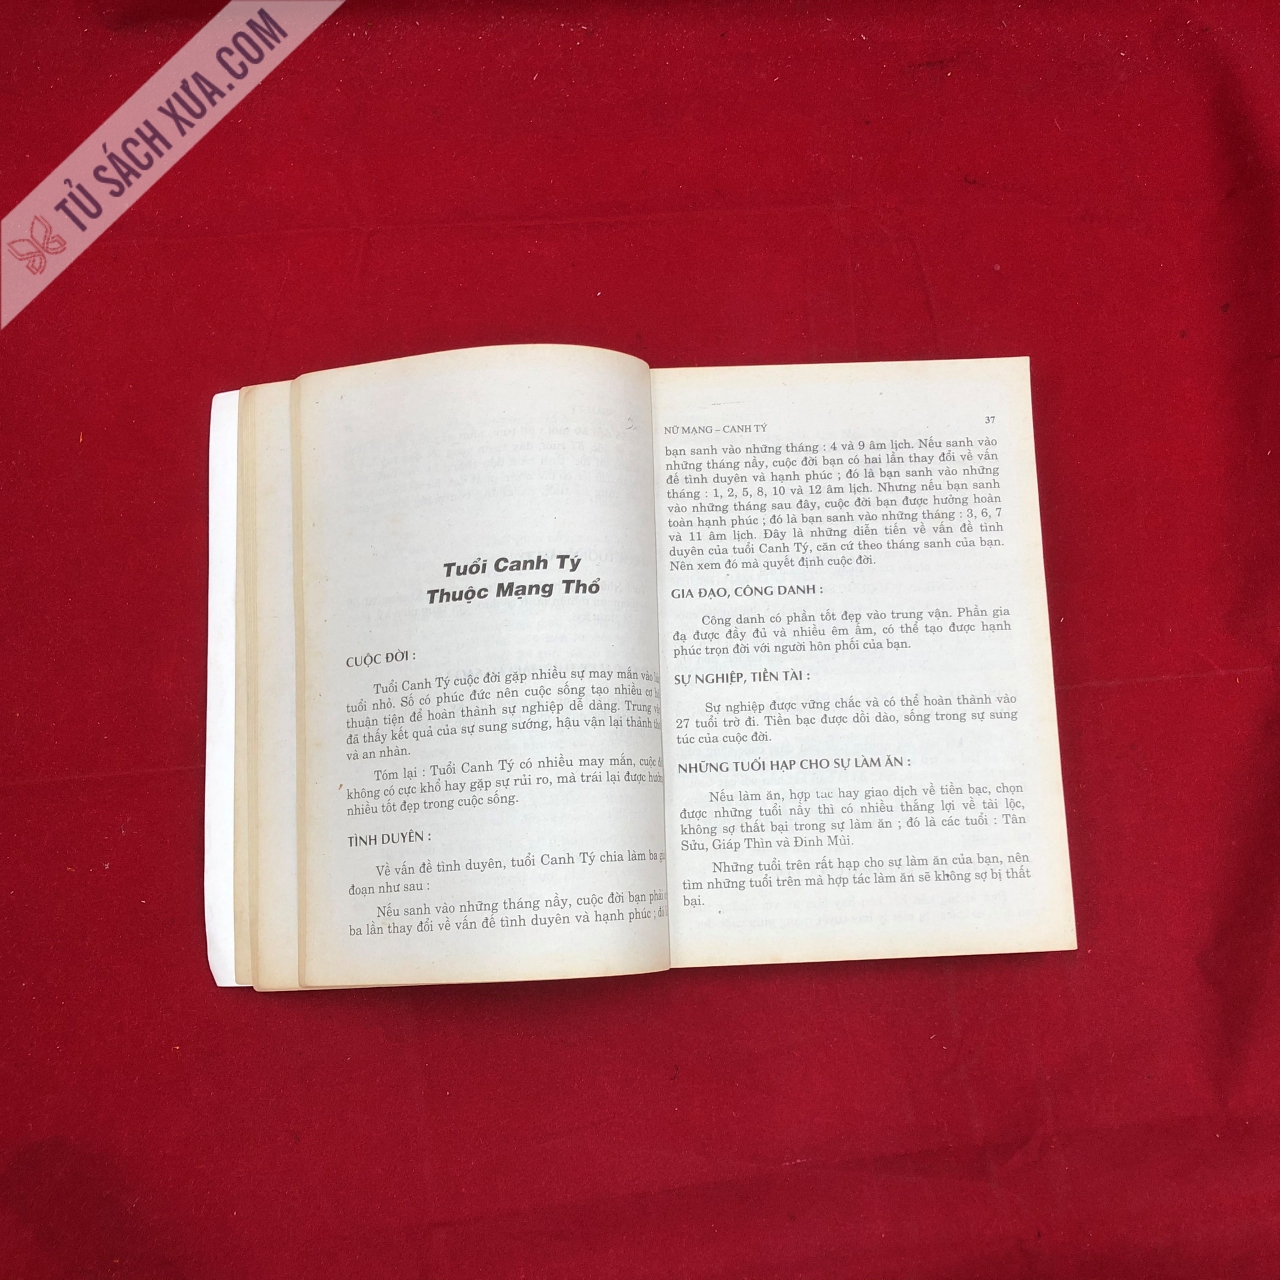 TỦ SÁCH XƯA.COM
Tuổi Canh Tý
Thuộc Mạng Thổ
CUỘC ĐỜI :
Tuổi Canh Tý cuộc đời gặp nhiều sự may mắn vào
tuổi nhỏ. Số có phúc đức nên cuộc sống tạo nhiều cơ
thuận tiện để hoàn thành sự nghiệp dễ dàng. Trung
đã thấy kết quả của sự sung sướng, hậu vận lại thảnh
và an nhàn.
Tóm lại : Tuổi Canh Tý có nhiều may mắn, cuộc
không có cực khổ hay gặp sự rủi ro, mà trái lại được
nhiều tốt đẹp trong cuộc sống.
TÌNH DUYÊN :
Về vấn đề tình duyên, tuổi Canh Tý chia làm ba
đoạn như sau :
Nếu sanh vào những tháng nầy, cuộc đời bạn phải
ba lần thay đổi về vấn đề tình duyên và hạnh phúc ;
NỮ MẠNG – CANH TÝ 37
bạn sanh vào những tháng : 4 và 9 âm lịch. Nếu sanh vào
những tháng nầy, cuộc đời bạn có hai lần thay đổi về vấn
đề tình duyên và hạnh phúc ; đó là bạn sanh vào những
tháng : 1, 2, 5, 8, 10 và 12 âm lịch. Nhưng nếu bạn sanh
vào những tháng sau đây, cuộc đời bạn được hưởng hoàn
toàn hạnh phúc ; đó là bạn sanh vào những tháng : 3, 6, 7
và 11 âm lịch. Đây là những diễn tiến về vấn đề tình
duyên của tuổi Canh Tý, căn cứ theo tháng sanh của bạn.
Nên xem đó mà quyết định cuộc đời.
GIA ĐẠO, CÔNG DANH :
Công danh có phần tốt đẹp vào trung vận. Phần gia
đạ được đầy đủ và nhiều êm ấm, có thể tạo được hạnh
phúc trọn đời với người hôn phối của bạn.
SỰ NGHIỆP, TIỀN TÀI :
Sự nghiệp được vững chắc và có thể hoàn thành vào
27 tuổi trở đi. Tiền bạc được dồi dào, sống trong sự sung
túc của cuộc đời.
NHỮNG TUỔI HẠP CHO SỰ LÀM ĂN :
Nếu làm ăn, hợp tác hay giao dịch về tiền bạc, chọn
được những tuổi nầy thì có nhiều thắng lợi về tài lộc,
không sợ thất bại trong sự làm ăn ; đó là các tuổi : Tân
Sửu, Giáp Thìn và Đinh Mùi.
Những tuổi trên rất hạp cho sự làm ăn của bạn, nên
tìm những tuổi trên mà hợp tác làm ăn sẽ không sợ bị thất
bại.